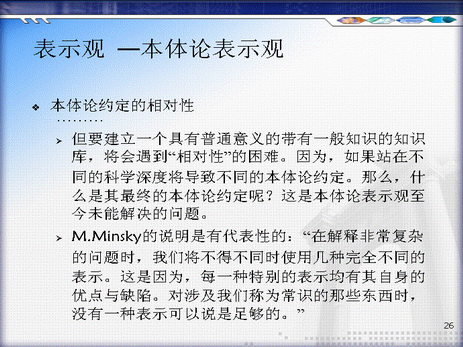 表示观 —本体论表示观
❖ 本体论约定的相对性
➢ 但要建立一个具有普通意义的带有一般知识的知识
库，将会遇到“相对性”的困难。因为，如果站在不
同的科学深度将导致不同的本体论约定。那么，什
么是其最终的本体论约定呢？这是本体论表示观至
今未能解决的问题。
➢ M.Minsky的说明是有代表性的：“在解释非常复杂
的问题时，我们将不得不同时使用几种完全不同的
表示。这是因为，每一种特别的表示均有其自身的
优点与缺陷。对涉及我们称为常识的那些东西时，
没有一种表示可以说是足够的。”
26